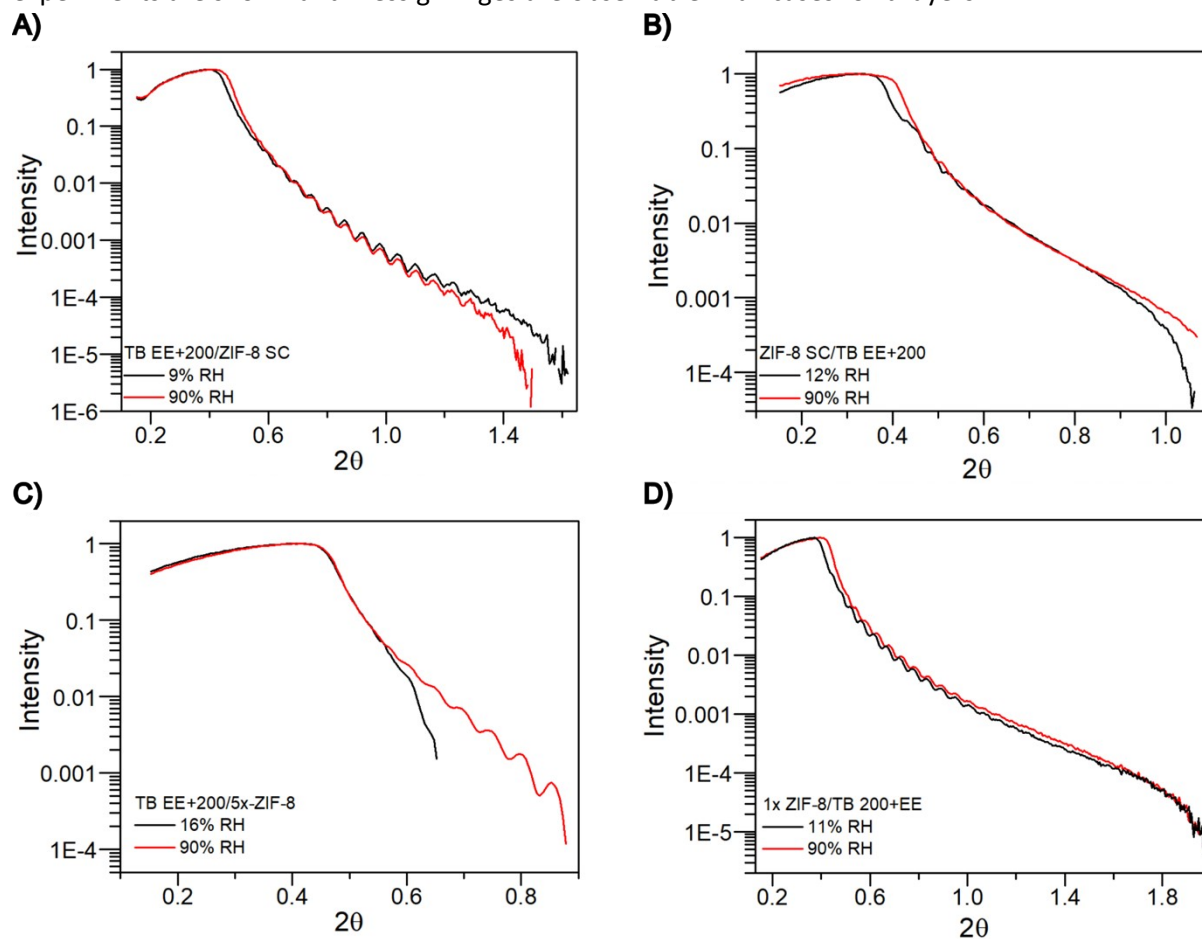 A)
B)
Intensity
1
0.1
0.01
0.001
1E-4
1E-5
1E-6
TB EE+200/ZIF-8 SC
9% RH
90% RH
0.2
0.6
1.0
1.4
2θ
Intensity
1
0.1
0.01
0.001
1E-4
ZIF-8 SC/TB EE+200
12% RH
90% RH
0.2
0.4
0.6
0.8
1.0
2θ
C)
D)
Intensity
1
0.1
0.01
0.001
1E-4
TB EE+200/5x-ZIF-8
16% RH
90% RH
0.2
0.4
0.6
0.8
2θ
Intensity
1
0.1
0.01
0.001
1E-4
1E-5
1x ZIF-8/TB 200+EE
11% RH
90% RH
0.2
0.6
1.0
1.4
1.8
2θ